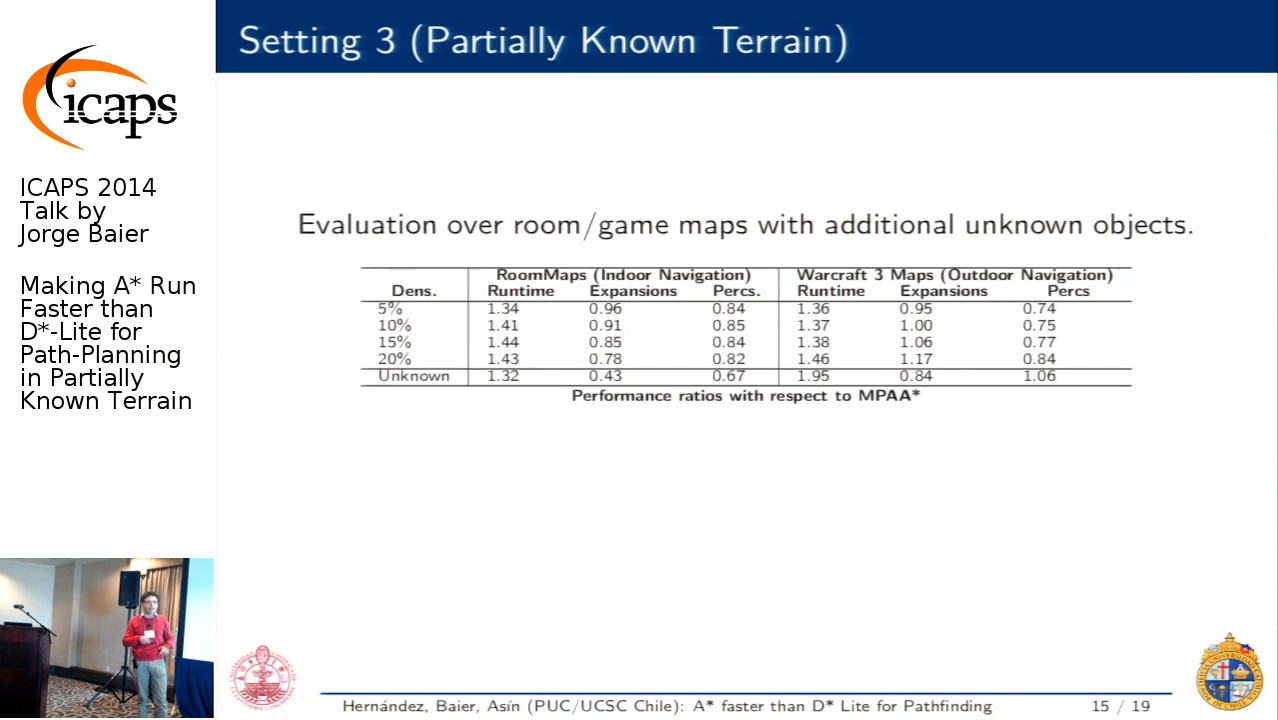 icaps
ICAPS 2014
Talk by
Jorge Baier
Making A* Run
Faster than
D*-Lite for
Path-Planning
in Partially
Known Terrain
Setting 3 (Partially Known Terrain)
Evaluation over room/game maps with additional unknown objects.
RoomMaps (Indoor Navigation) Warcraft 3 Maps (Outdoor Navigation)
Dens. Runtime Expansions Percs. Runtime Expansions Percs
5% 1.34 0.96 0.84 1.36 0.95 0.74
10% 1.41 0.91 0.85 1.37 1.00 0.75
15% 1.44 0.85 0.84 1.38 1.06 0.77
20% 1.43 0.78 0.82 1.46 1.17 0.84
Unknown 1.32 0.43 0.67 1.95 0.84 1.06
Performance ratios with respect to MPAA*
Hernández, Baier, Asín (PUC/UCSC Chile): A* faster than D* Lite for Pathfinding 15 / 19